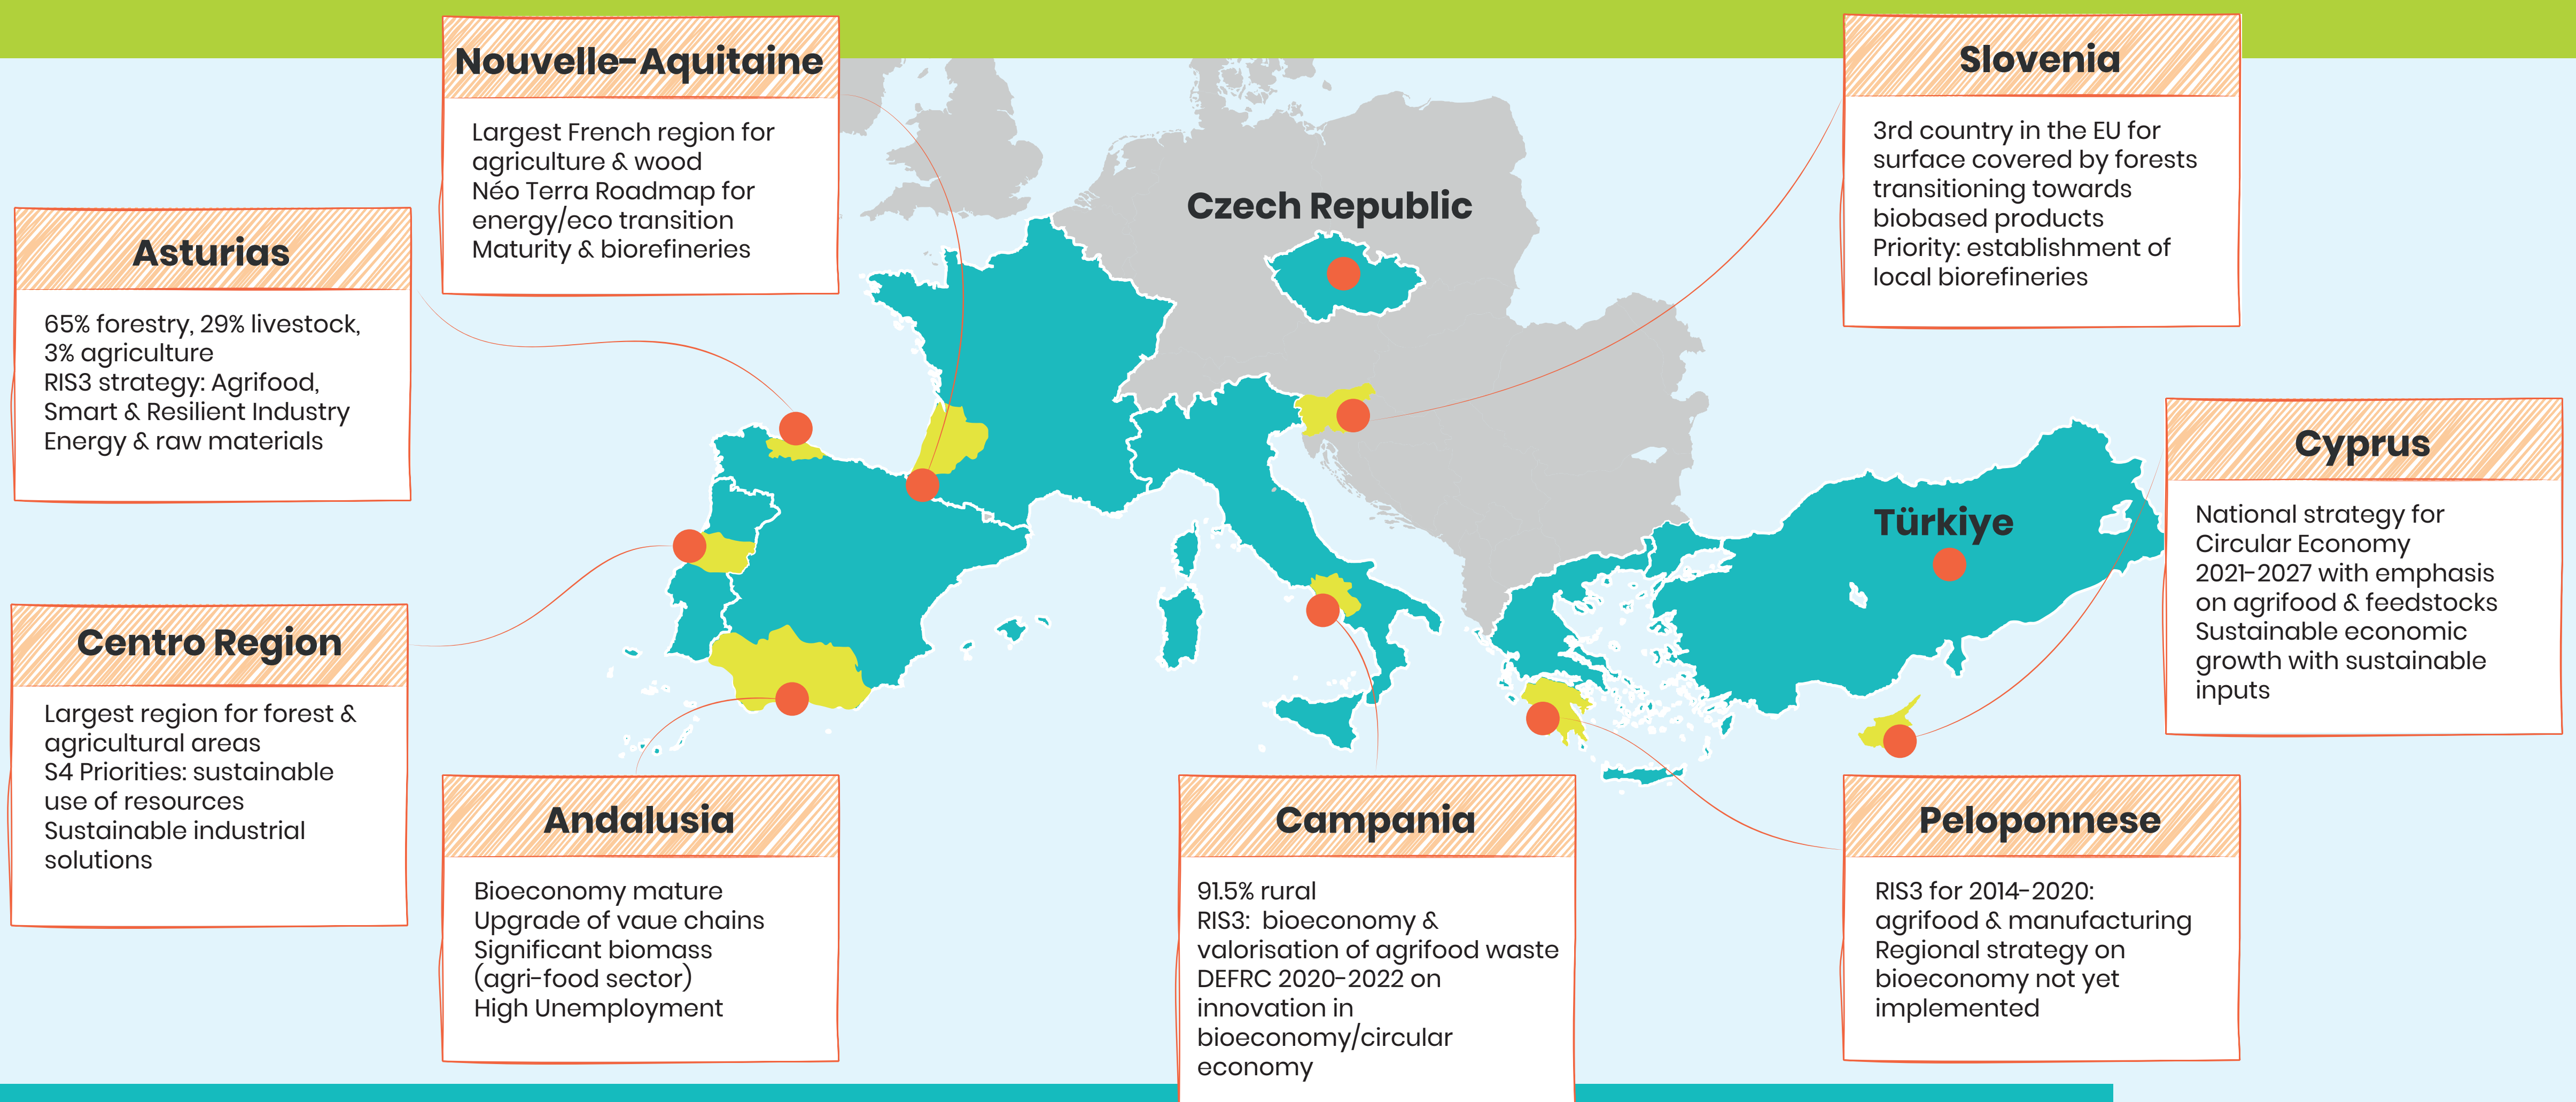 Nouvelle-Aquitaine
Largest French region for
agriculture & wood
Néo Terra Roadmap for
energy/eco transition
Maturity & biorefineries
Slovenia
3rd country in the EU for
surface covered by forests
transitioning towards
biobased products
Priority: establishment of
local biorefineries
Czech Republic
Asturias
65% forestry, 29% livestock,
3% agriculture
RIS3 strategy: Agrifood,
Smart & Resilient Industry
Energy & raw materials
Cyprus
National strategy for
Circular Economy
2021-2027 with emphasis
on agrifood & feedstocks
Sustainable economic
growth with sustainable
inputs
Türkiye
Centro Region
Largest region for forest &
agricultural areas
S4 Priorities: sustainable
use of resources
Sustainable industrial
solutions
Andalusia
Bioeconomy mature
Upgrade of vaue chains
Significant biomass
(agri-food sector)
High Unemployment
Campania
91.5% rural
RIS3: bioeconomy &
valorisation of agrifood waste
DEFRC 2020-2022 on
innovation in
bioeconomy/circular
economy
Peloponnese
RIS3 for 2014-2020:
agrifood & manufacturing
Regional strategy on
bioeconomy not yet
implemented